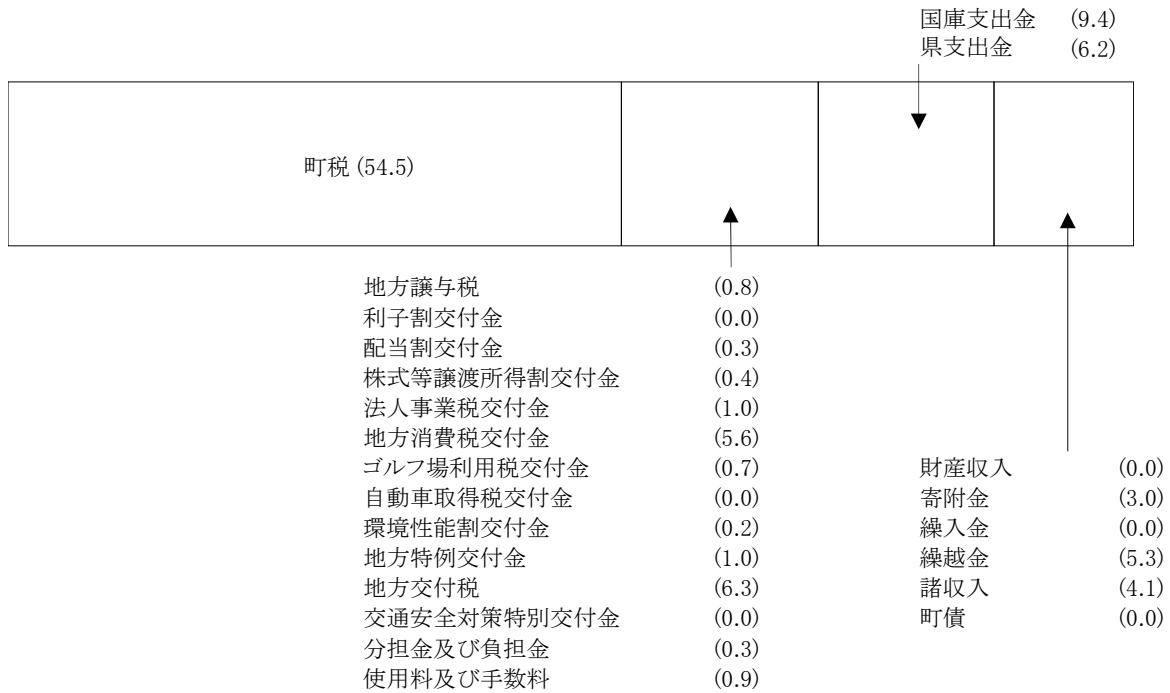 国庫支出金 (9.4)
県支出金 (6.2)
町税 (54.5)
地方譲与税 (0.8)
利子割交付金 (0.0)
配当割交付金 (0.3)
株式等譲渡所得割交付金 (0.4)
法人事業税交付金 (1.0)
地方消費税交付金 (5.6)
ゴルフ場利用税交付金 (0.7)
自動車取得税交付金 (0.0)
環境性能割交付金 (0.2)
地方特例交付金 (1.0)
地方交付税 (6.3)
交通安全対策特別交付金 (0.0)
分担金及び負担金 (0.3)
使用料及び手数料 (0.9)
財産収入 (0.0)
寄附金 (3.0)
繰入金 (0.0)
繰越金 (5.3)
諸収入 (4.1)
町債 (0.0)